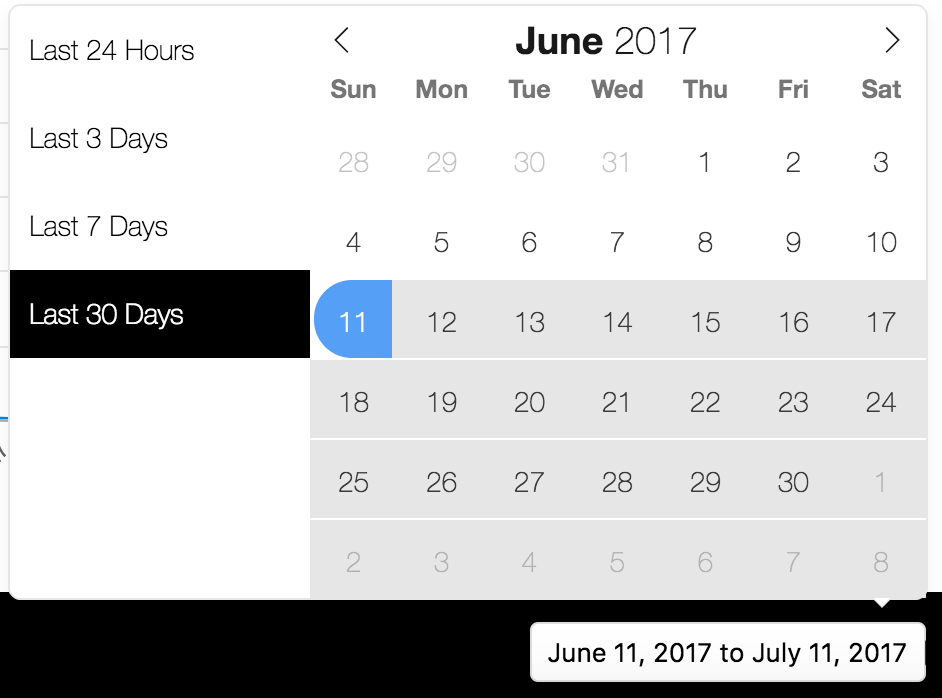 Last 24 Hours
Last 3 Days
Last 7 Days
Last 30 Days
June 2017
Sun Mon Tue Wed Thu Fri Sat
28 29 30 31 1 2 3
4 5 6 7 8 9 10
11 12 13 14 15 16 17
18 19 20 21 22 23 24
25 26 27 28 29 30 1
2 3 4 5 6 7 8
June 11, 2017 to July 11, 2017